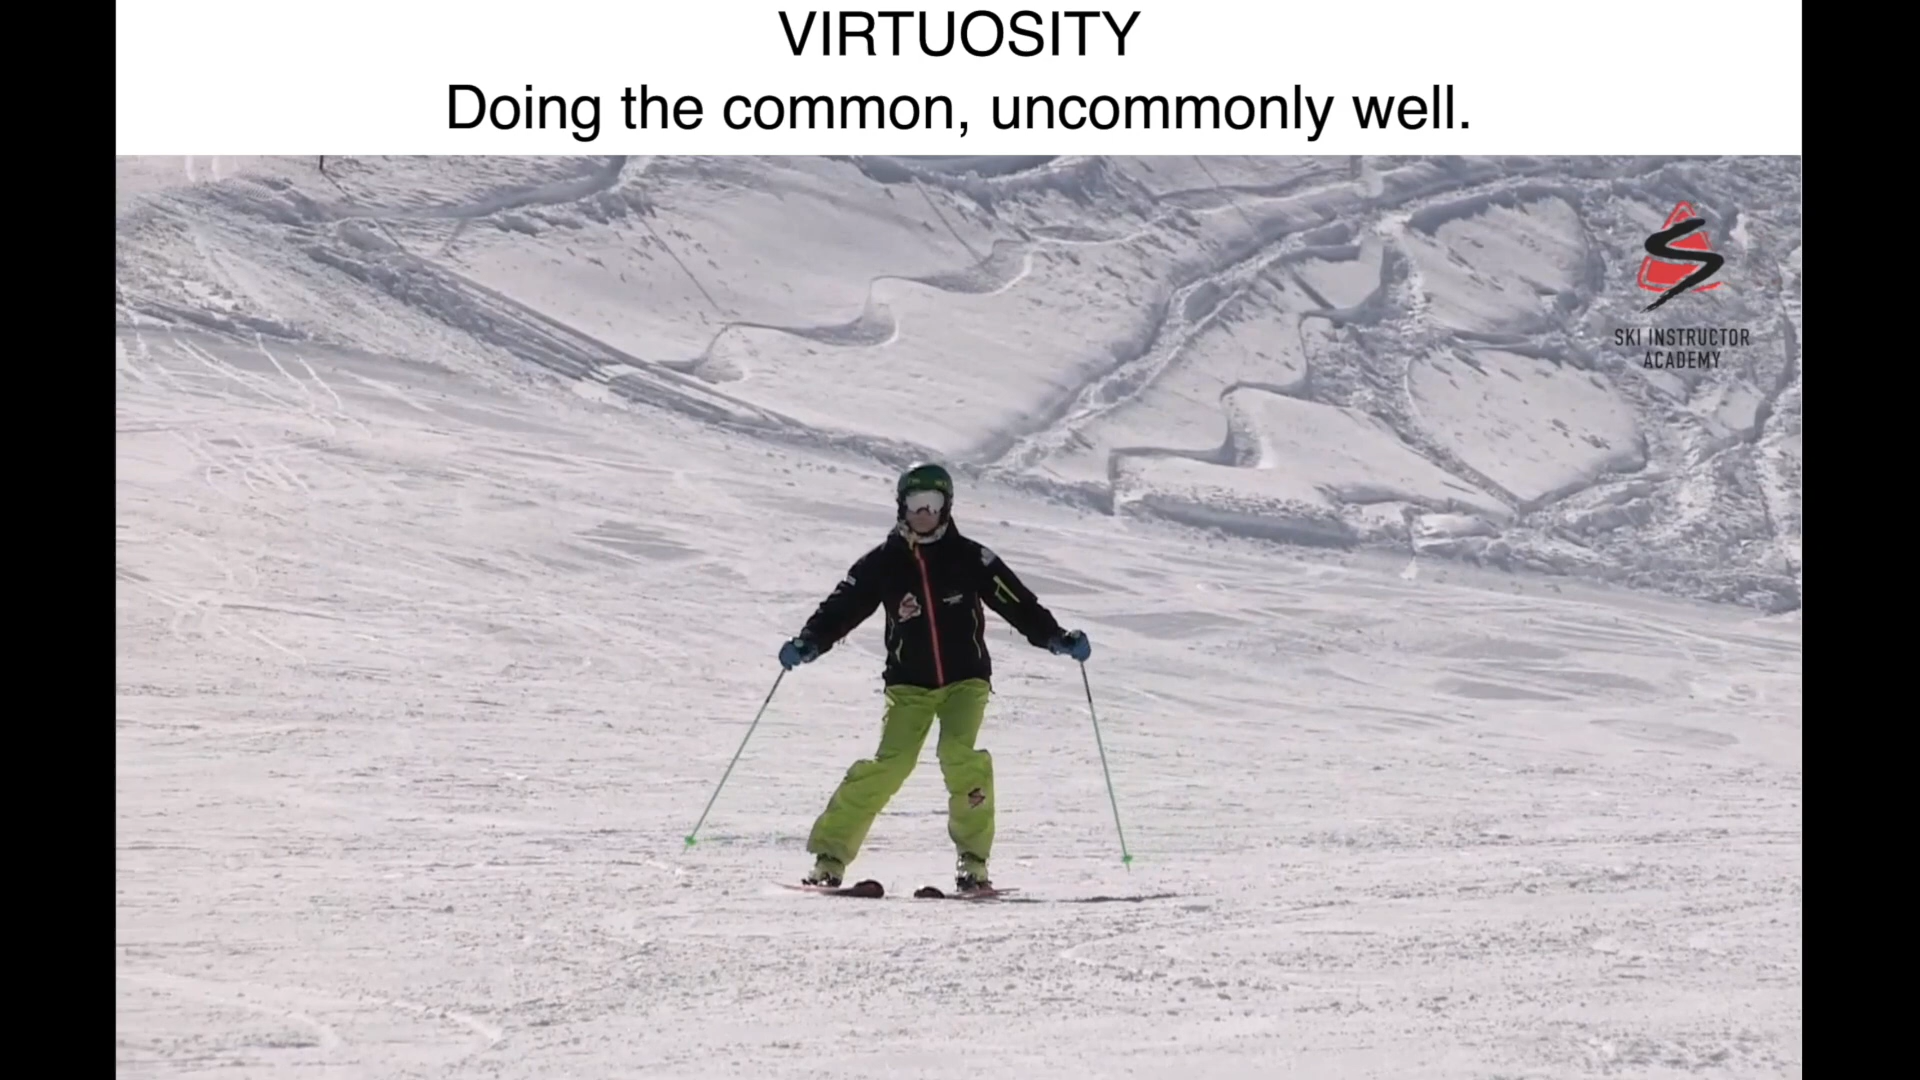 VIRTUOSITY
Doing the common, uncommonly well.
SKI INSTRUCTOR
ACADEMY